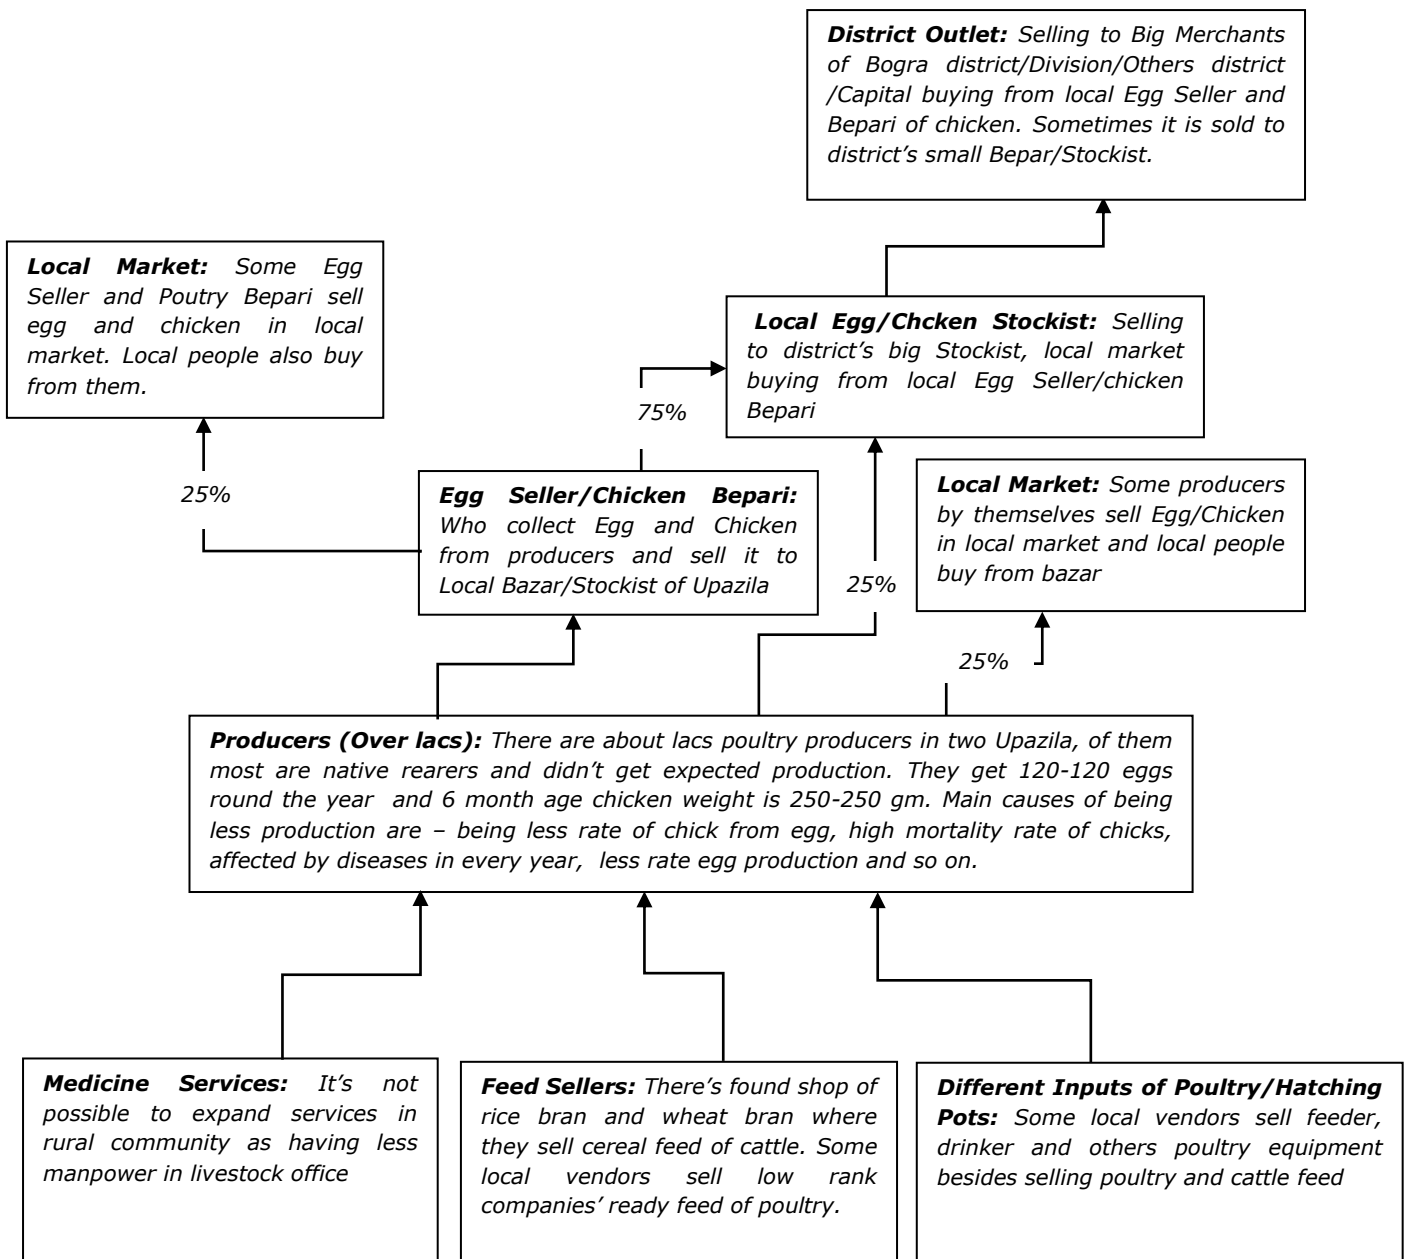 District Outlet: Selling to Big Merchants
of Bogra district/Division/Others district
/Capital buying from local Egg Seller and
Bepari of chicken. Sometimes it is sold to
district's small Bepar/Stockist.
Local Market: Some Egg
Seller and Poutry Bepari sell
egg and chicken in local
market. Local people also buy
from them.
Local Egg/Chcken Stockist: Selling
to district's big Stockist, local market
buying from local Egg Seller/chicken
Bepari
75%
25%
Egg Seller/Chicken Bepari:
Who collect Egg and Chicken
from producers and sell it to
Local Bazar/Stockist of Upazila
25%
Local Market: Some producers
by themselves sell Egg/Chicken
in local market and local people
buy from bazar
25%
Producers (Over lacs): There are about lacs poultry producers in two Upazila, of them
most are native rearers and didn't get expected production. They get 120-120 eggs
round the year and 6 month age chicken weight is 250-250 gm. Main causes of being
less production are – being less rate of chick from egg, high mortality rate of chicks,
affected by diseases in every year, less rate egg production and so on.
Medicine Services: It's not
possible to expand services in
rural community as having less
manpower in livestock office
Feed Sellers: There's found shop of
rice bran and wheat bran where
they sell cereal feed of cattle. Some
local vendors sell low rank
companies' ready feed of poultry.
Different Inputs of Poultry/Hatching
Pots: Some local vendors sell feeder,
drinker and others poultry equipment
besides selling poultry and cattle feed